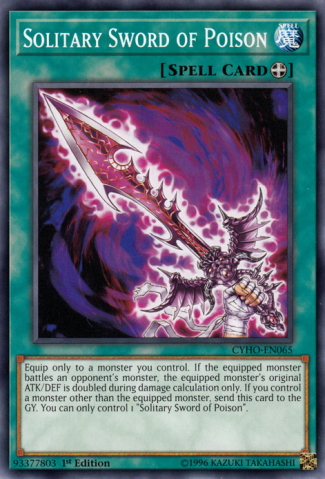 Solitary Sword of Poison
[Spell Card]
CYHO-EN065
Equip only to a monster you control. If the equipped monster
battles an opponent's monster, the equipped monster's original
ATK/DEF is doubled during damage calculation only. If you control
a monster other than the equipped monster, send this card to the
GY. You can only control 1 "Solitary Sword of Poison".
93377803 1st Edition ©1996 KAZUKI TAKAHASHI